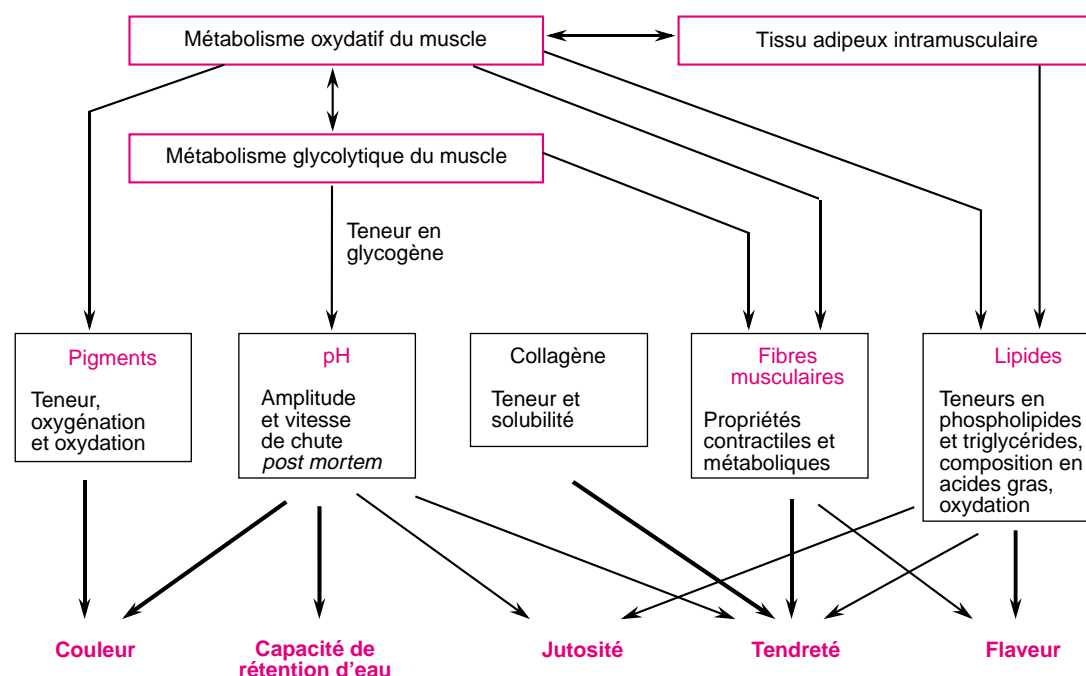 Métabolisme oxydatif du muscle
Tissu adipeux intramusculaire
Métabolisme glycolytique du muscle
Teneur en
glycogène
Pigments
Teneur,
oxygénation
et oxydation
pH
Amplitude
et vitesse
de chute
post mortem
Collagène
Teneur et
solubilité
Fibres
musculaires
Propriétés
contractiles et
métaboliques
Lipides
Teneurs en
phospholipides
et triglycérides,
composition en
acides gras,
oxydation
Couleur
Capacité de
rétention d'eau
Jutosité
Tendreté
Flaveur